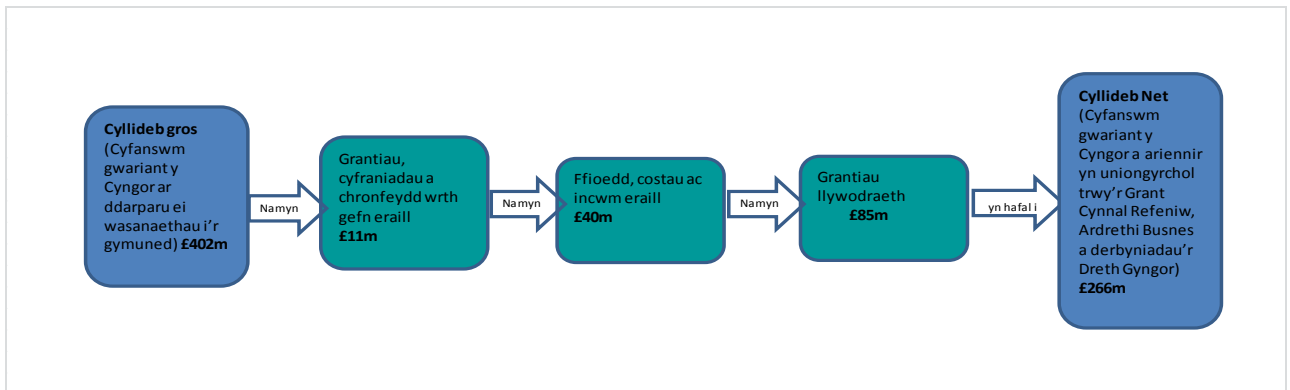 Cyllideb gros
(Cyfanswm
gwariant y
Cyngor ar
ddarparu ei
wasanaethau i'r
gymuned) £402m
Namyn
Grantiau,
cyfraniadau a
chronfeydd wrth
gefn eraill
£11m
Namyn
Ffioedd, costau ac
incwm eraill
£40m
Namyn
Grantiau
llywodraeth
£85m
yn hafal i
Cyllideb Net
(Cyfanswm
gwariant y
Cyngor a ariennir
yn uniongyrchol
trwy'r Grant
Cynnal Refeniw,
Ardrethi Busnes
a derbyniadau'r
Dreth Gyngor)
£266m